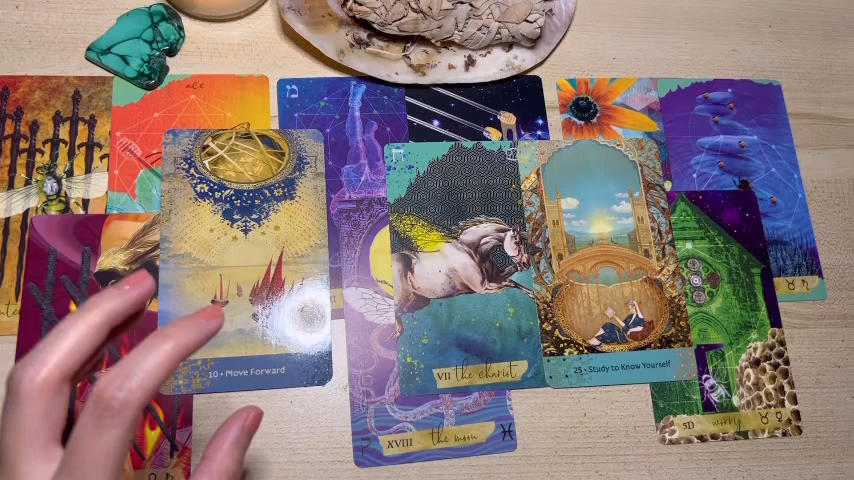 ace
10 • Move Forward
VII the chariot
25 • Study to Know Yourself
XVIII the moon
5D worry